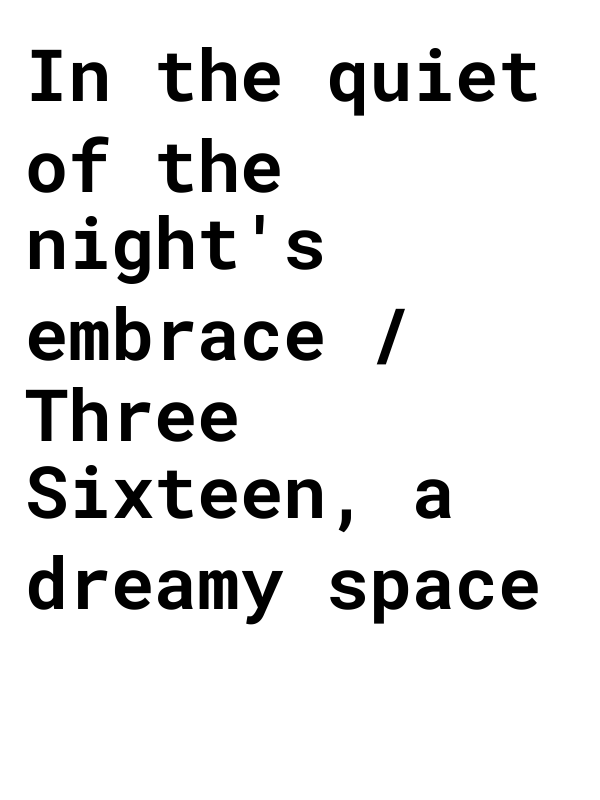 In the quiet
of the
night's
embrace /
Three
Sixteen, a
dreamy space